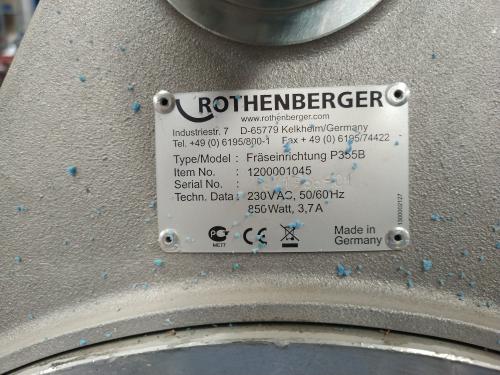 ROTHENBERGER
www.rothenberger.com
Industriestr. 7 D-65779 Kelkheim/Germany
Tel. +49 (0) 6195/800-1 Fax + 49 (0) 6195/74422
Type/Model : Fräseinrichtung P355B
Item No. : 1200001045
Serial No. :
Techn. Data : 230VAC, 50/60Hz
850Watt, 3,7A
Made in
Germany